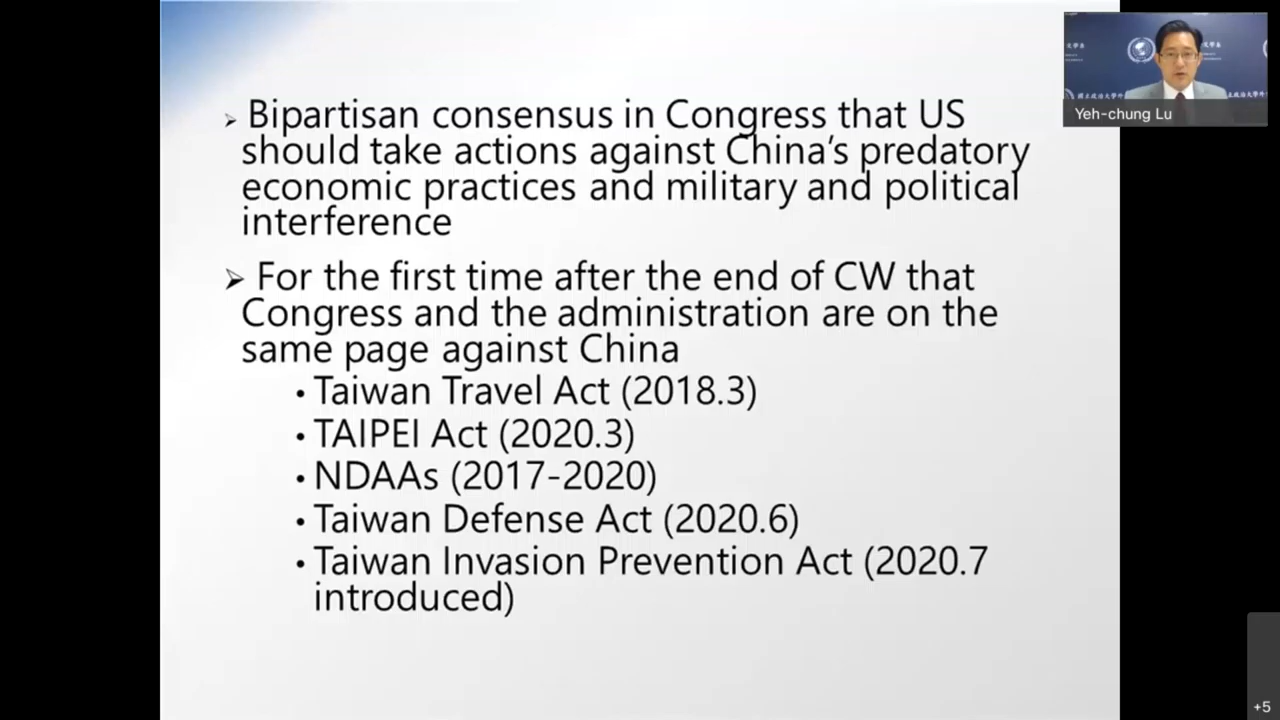 ➢ Bipartisan consensus in Congress that US
should take actions against China's predatory
economic practices and military and political
interference
➢ For the first time after the end of CW that
Congress and the administration are on the
same page against China
• Taiwan Travel Act (2018.3)
• TAIPEI Act (2020.3)
• NDAAs (2017-2020)
• Taiwan Defense Act (2020.6)
• Taiwan Invasion Prevention Act (2020.7
introduced)
Yeh-chung Lu
+5